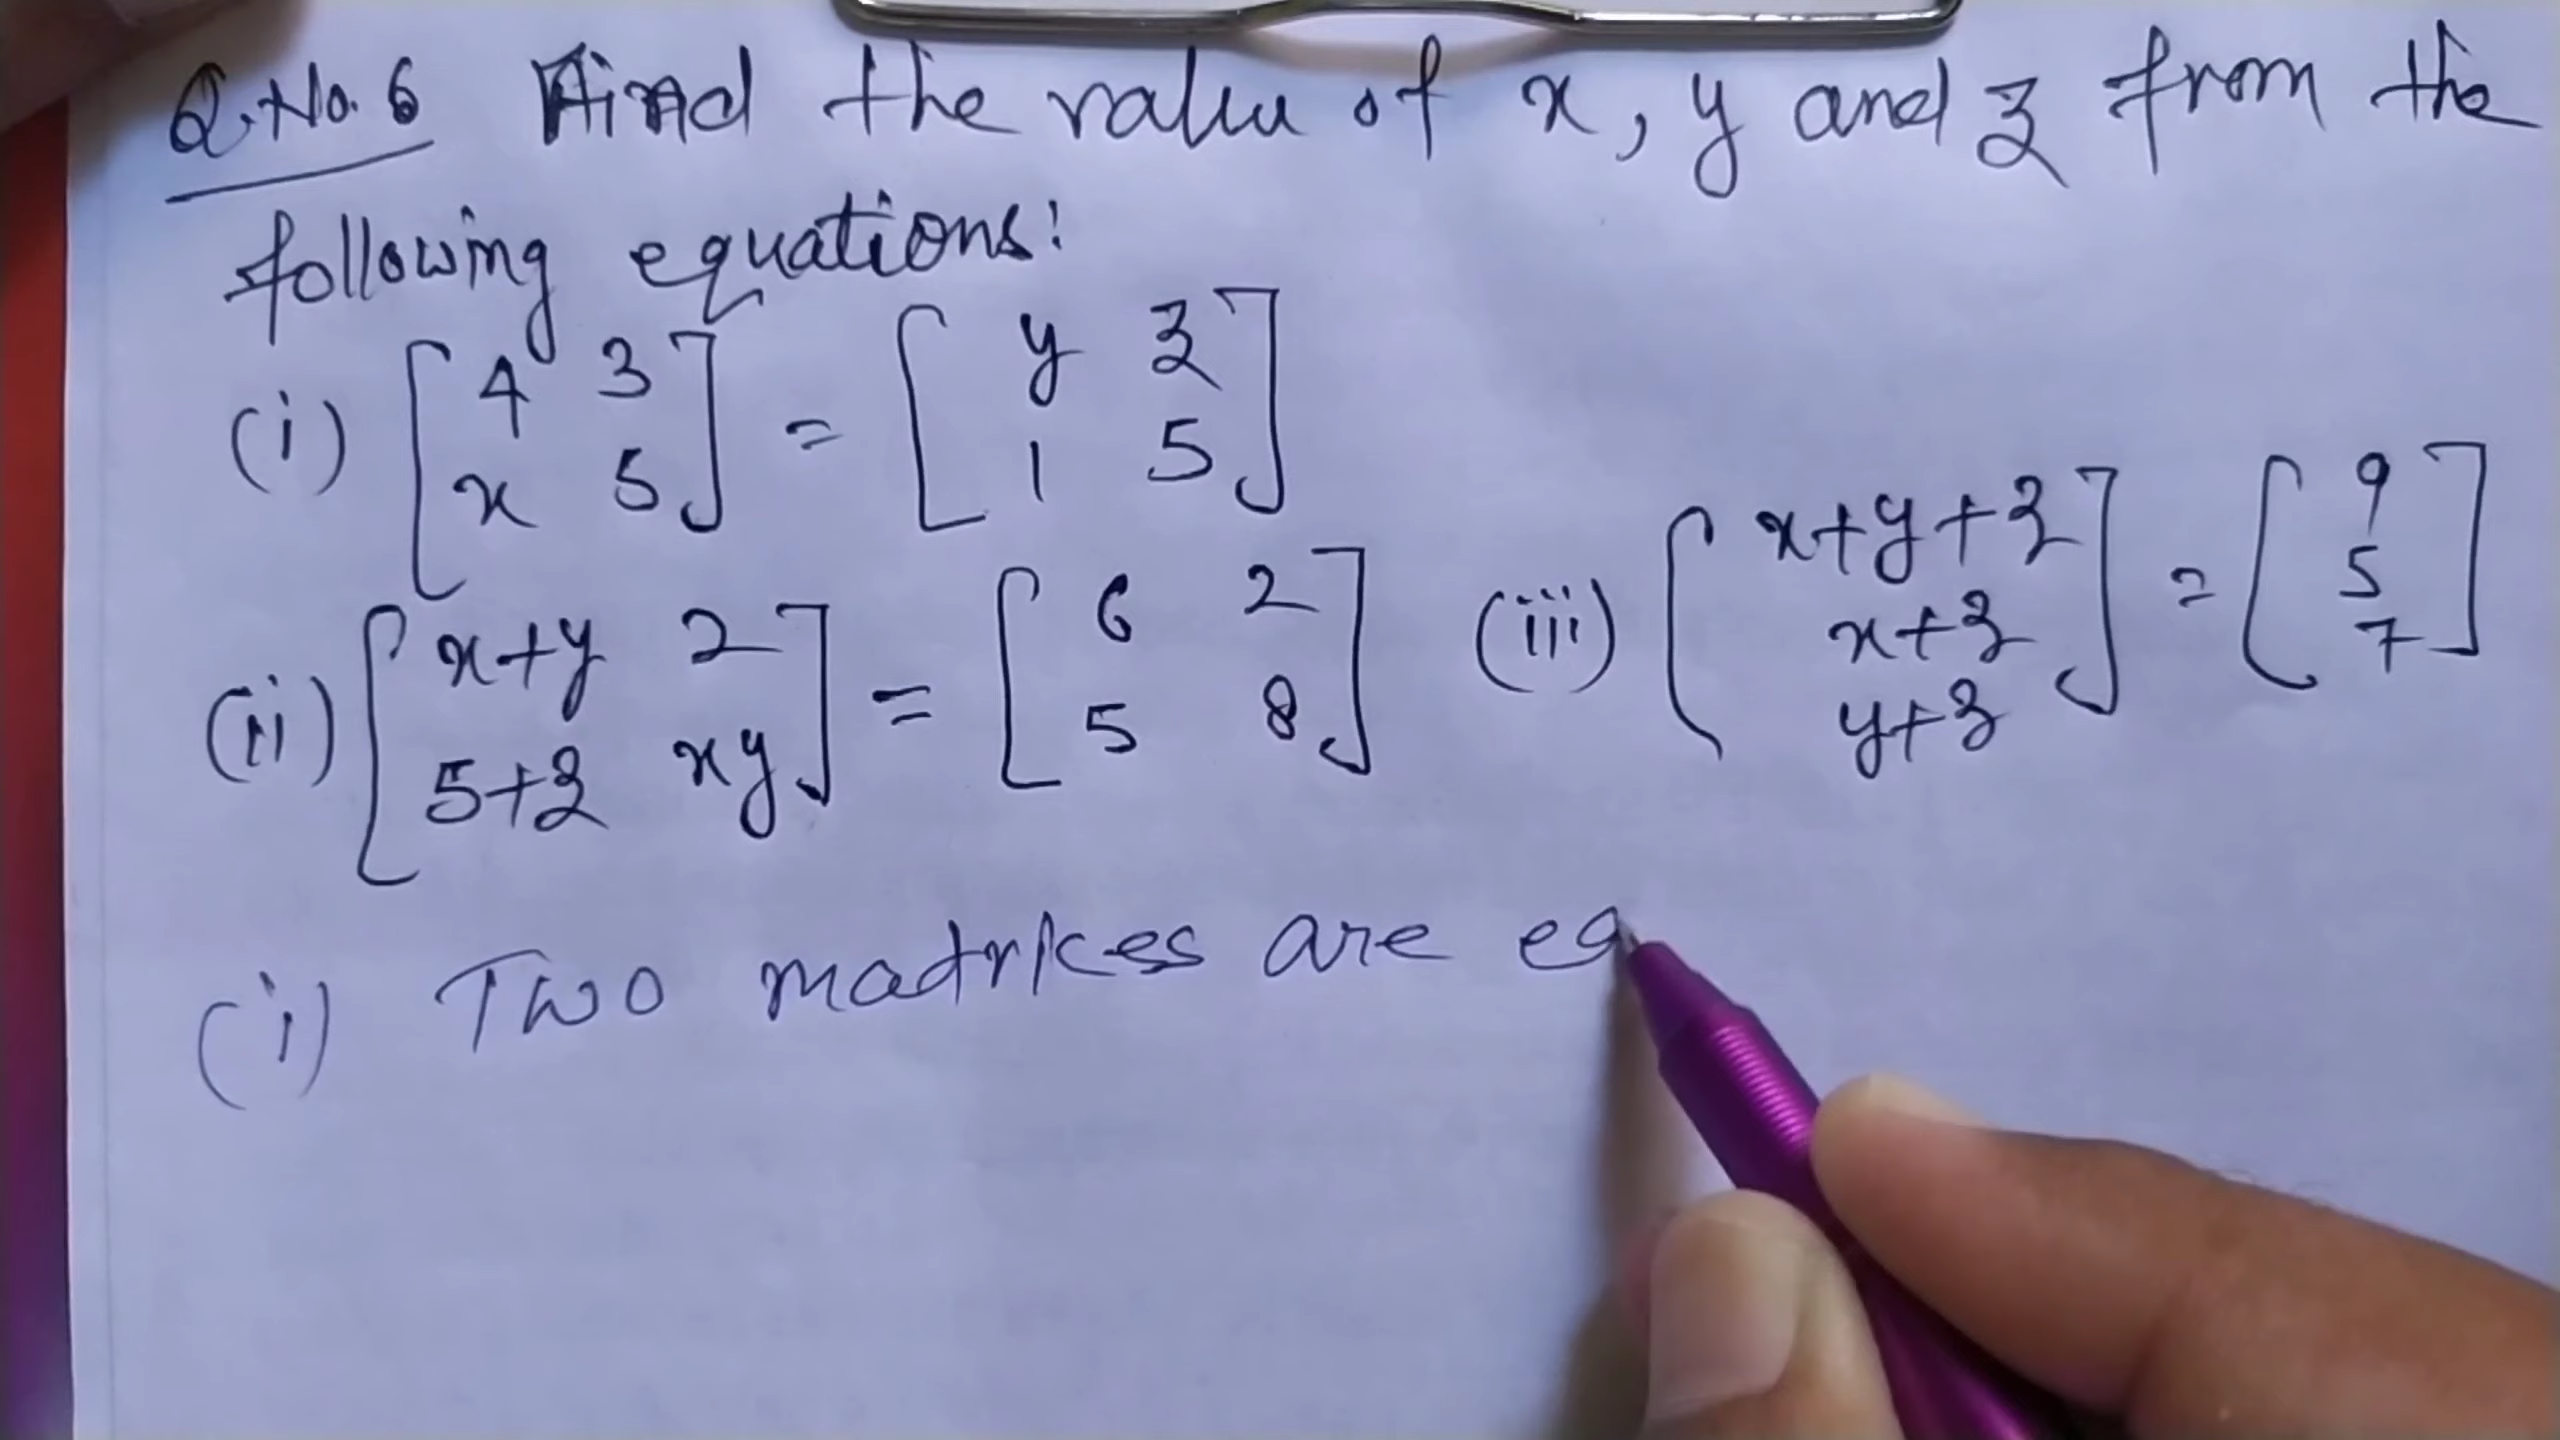 Q.No. 6 Find the value of x, y and z from the
following equations:
(i) [4 3
x 5] = [y z
1 5]
(ii) [x+y 2
5+z xy] = [6 2
5 8]
(iii) [x+y+z
x+z
y+z] = [9
5
7]
(i) Two matrices are eq